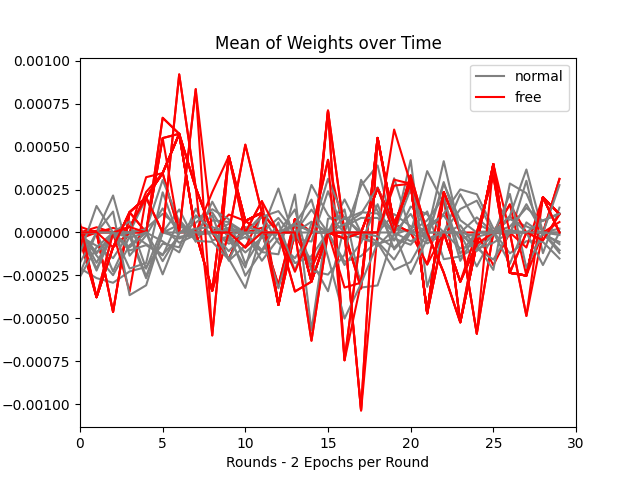 Mean of Weights over Time
0.00100
0.00075
0.00050
0.00025
0.00000
−0.00025
−0.00050
−0.00075
−0.00100
normal
free
0 5 10 15 20 25 30
Rounds - 2 Epochs per Round